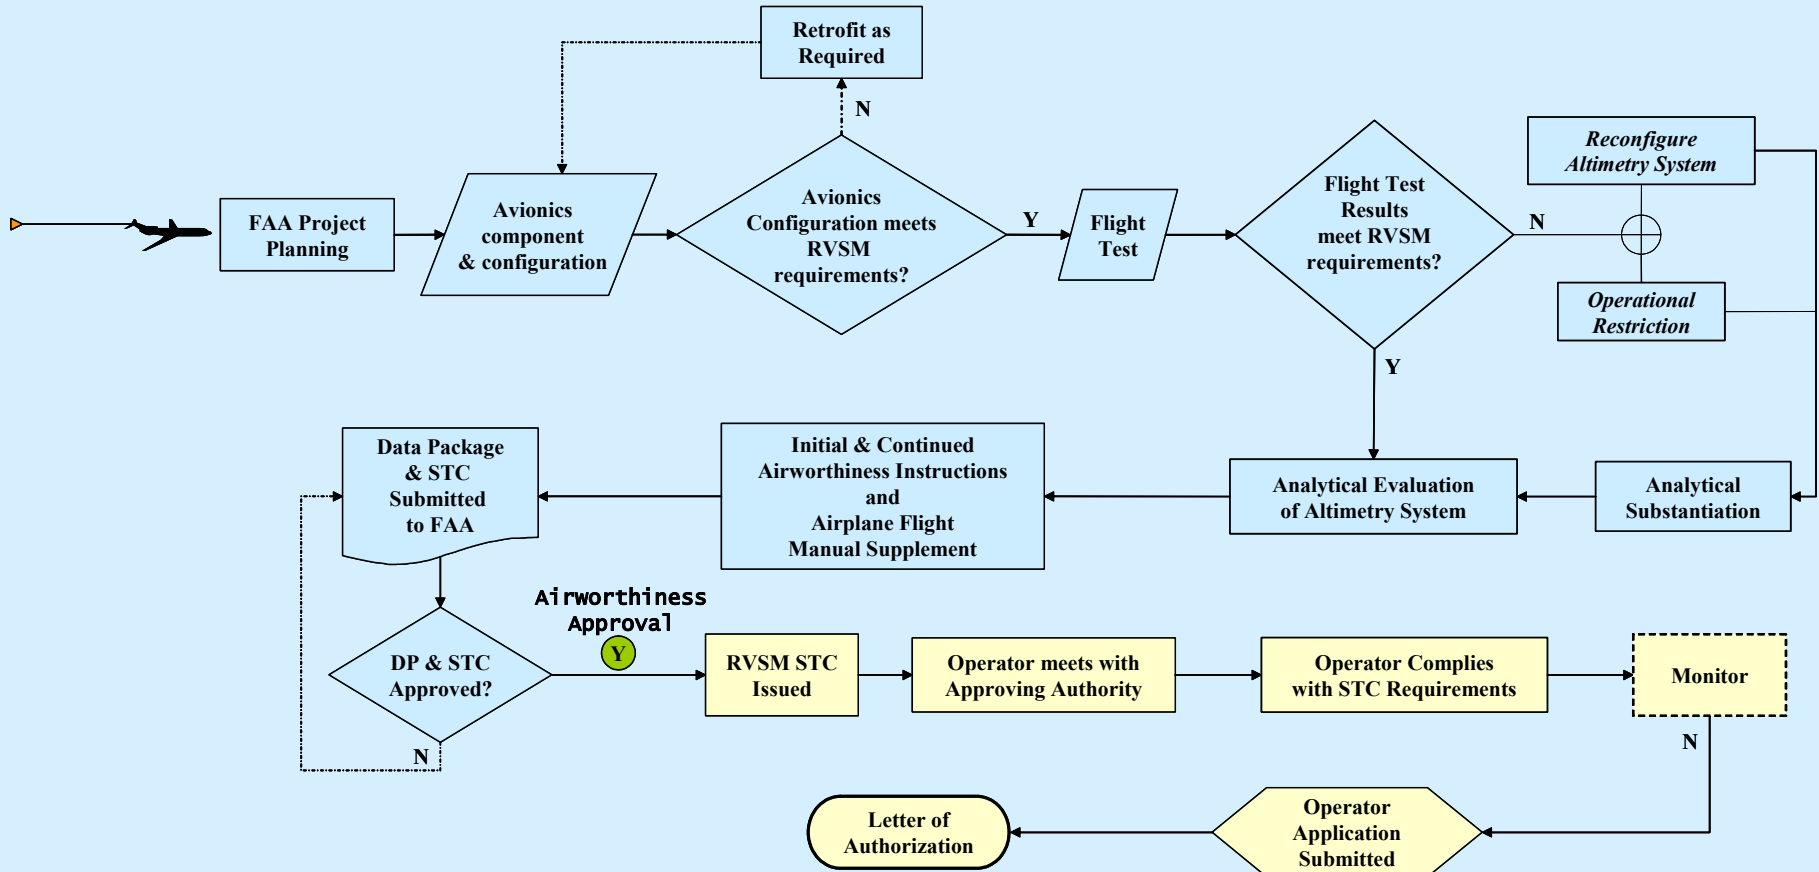 Retrofit as
Required
N
FAA Project
Planning
Avionics
component
& configuration
Avionics
Configuration meets
RVSM
requirements?
Y
Flight
Test
Flight Test
Results
meet RVSM
requirements?
N
Reconfigure
Altimetry System
Operational
Restriction
Y
Data Package
& STC
Submitted
to FAA
Initial & Continued
Airworthiness Instructions
and
Airplane Flight
Manual Supplement
Analytical Evaluation
of Altimetry System
Analytical
Substantiation
Airworthiness
Approval
Y
DP & STC
Approved?
N
RVSM STC
Issued
Operator meets with
Approving Authority
Operator Complies
with STC Requirements
Monitor
N
Letter of
Authorization
Operator
Application
Submitted